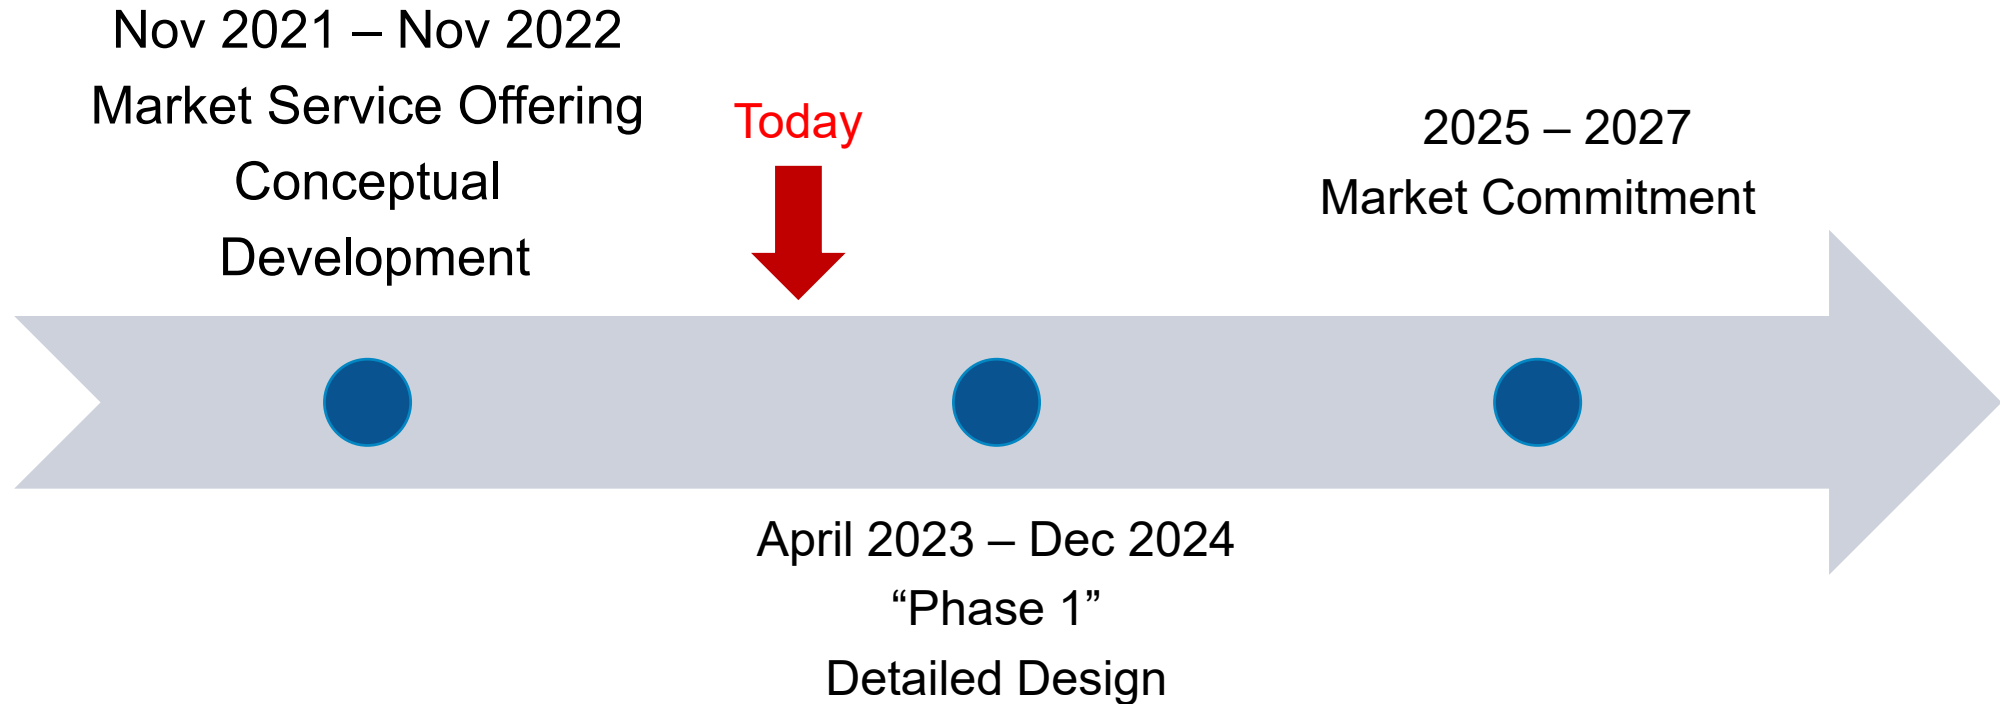 Nov 2021 – Nov 2022
Market Service Offering
Conceptual
Development
Today
2025 – 2027
Market Commitment
April 2023 – Dec 2024
“Phase 1”
Detailed Design